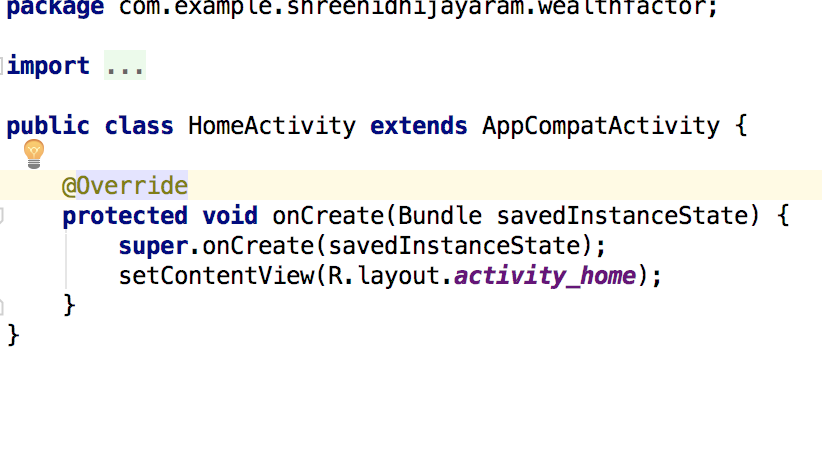 package com.example.shreenidhijayaram.wealthfactor;
import ...
public class HomeActivity extends AppCompatActivity {
@Override
protected void onCreate(Bundle savedInstanceState) {
super.onCreate(savedInstanceState);
setContentView(R.layout.activity_home);
}
}